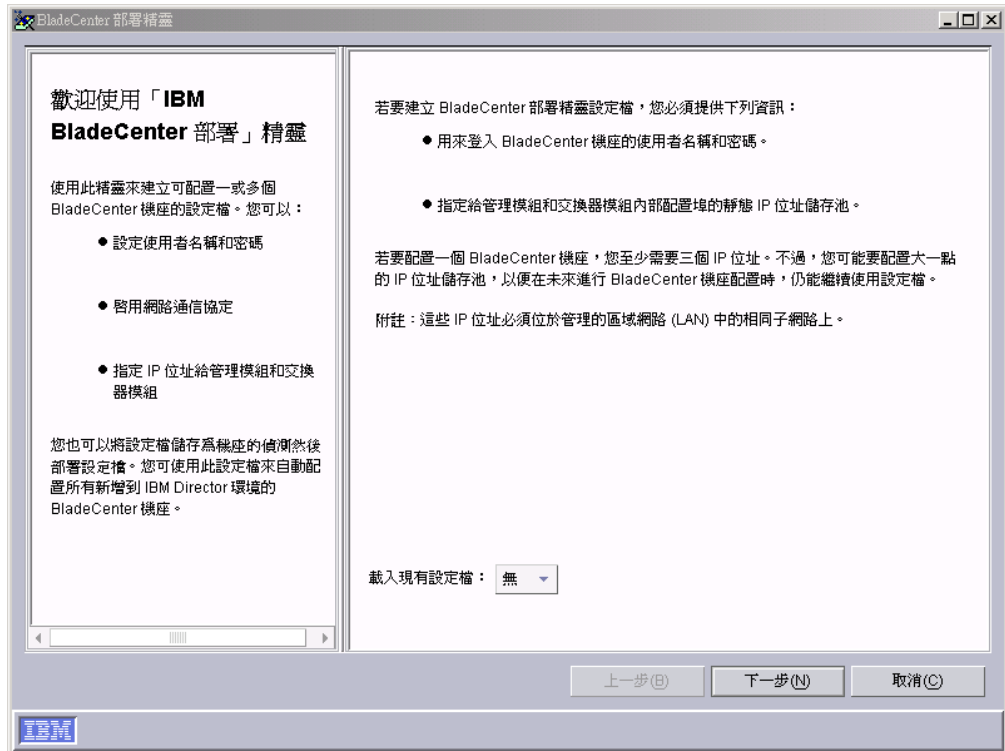 BladeCenter 部署精靈
歡迎使用「IBM
BladeCenter 部署」精靈
使用此精靈來建立可配置一或多個
BladeCenter 機座的設定檔。您可以：
● 設定使用者名稱和密碼
● 啓用網路通信協定
● 指定 IP 位址給管理模組和交換
器模組
您也可以將設定檔儲存爲機座的偵測然後
部署設定檔。您可使用此設定檔來自動配
置所有新增到 IBM Director 環境的
BladeCenter 機座。
若要建立 BladeCenter 部署精靈設定檔，您必須提供下列資訊：
● 用來登入 BladeCenter 機座的使用者名稱和密碼。
● 指定給管理模組和交換器模組內部配置埠的靜態 IP 位址儲存池。
若要配置一個 BladeCenter 機座，您至少需要三個 IP 位址。不過，您可能要配置大一點
的 IP 位址儲存池，以便在未來進行 BladeCenter 機座配置時，仍能繼續使用設定檔。
附註：這些 IP 位址必須位於管理的區域網路 (LAN) 中的相同子網路上。
載入現有設定檔： 無
上一步(B) 下一步(N) 取消(C)
IBM